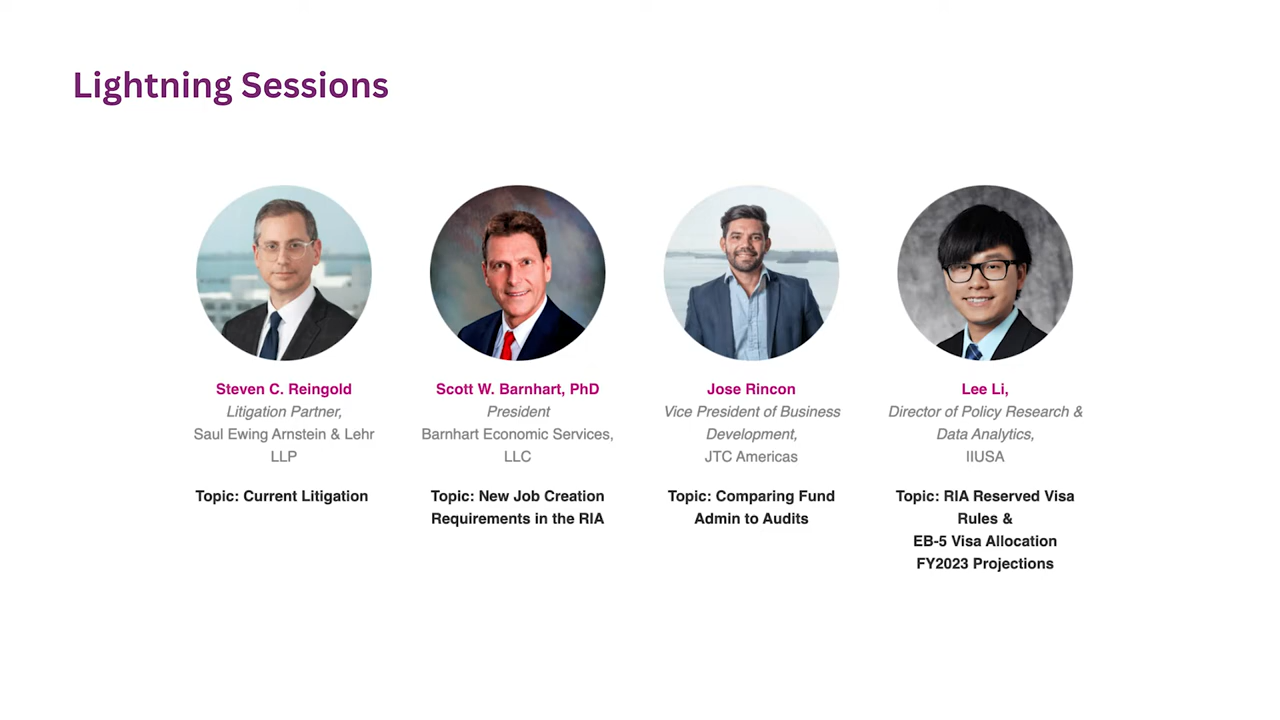 Lightning Sessions
Steven C. Reingold
Litigation Partner,
Saul Ewing Arnstein & Lehr
LLP
Topic: Current Litigation
Scott W. Barnhart, PhD
President
Barnhart Economic Services,
LLC
Topic: New Job Creation
Requirements in the RIA
Jose Rincon
Vice President of Business
Development,
JTC Americas
Topic: Comparing Fund
Admin to Audits
Lee Li,
Director of Policy Research &
Data Analytics,
IIUSA
Topic: RIA Reserved Visa
Rules &
EB-5 Visa Allocation
FY2023 Projections